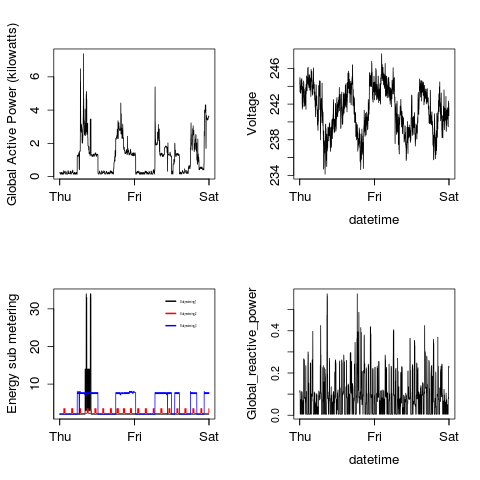 Global Active Power (kilowatts)
0 2 4 6
Thu Fri Sat
Voltage
234 238 242 246
Thu Fri Sat
datetime
Energy sub metering
10 20 30
Thu Fri Sat
Global_reactive_power
0.0 0.2 0.4
Thu Fri Sat
datetime